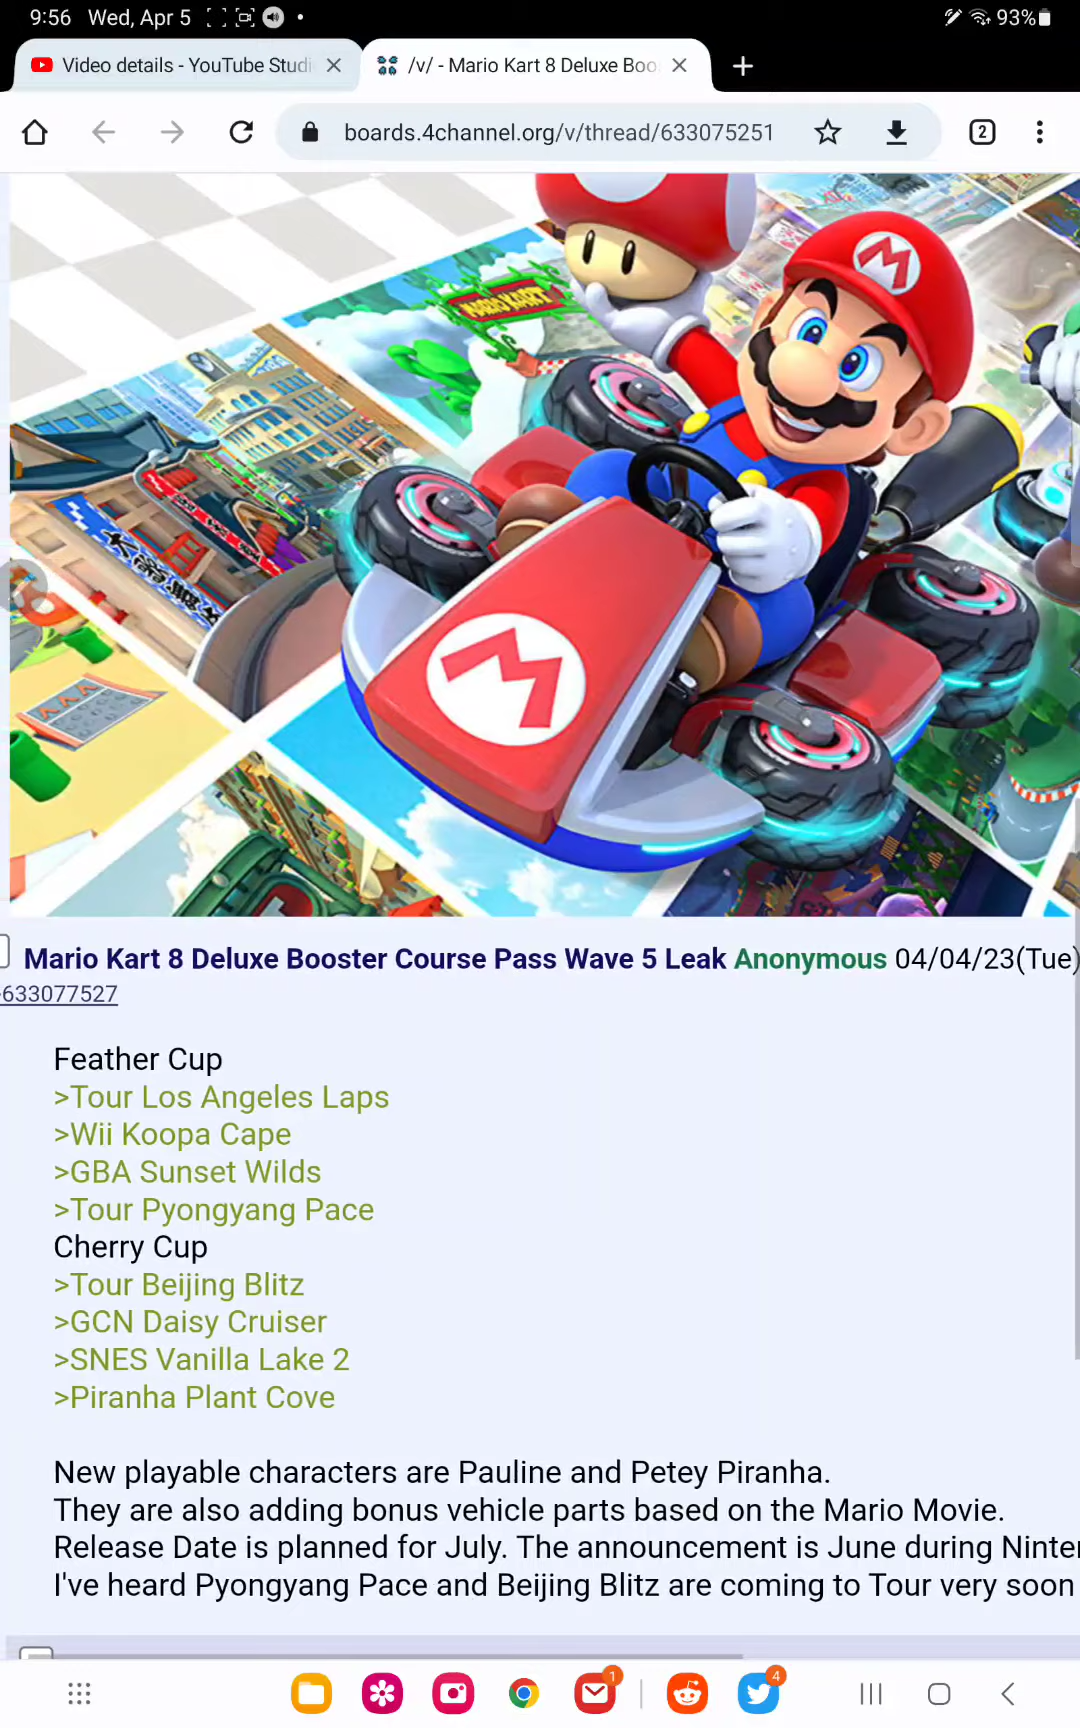 9:56 Wed, Apr 5
93%
Video details - YouTube Studi
/v/ - Mario Kart 8 Deluxe Boo
boards.4channel.org/v/thread/633075251
2
MARIO KART
M
M
Mario Kart 8 Deluxe Booster Course Pass Wave 5 Leak Anonymous 04/04/23(Tue)
633077527
Feather Cup
>Tour Los Angeles Laps
>Wii Koopa Cape
>GBA Sunset Wilds
>Tour Pyongyang Pace
Cherry Cup
>Tour Beijing Blitz
>GCN Daisy Cruiser
>SNES Vanilla Lake 2
>Piranha Plant Cove
New playable characters are Pauline and Petey Piranha.
They are also adding bonus vehicle parts based on the Mario Movie.
Release Date is planned for July. The announcement is June during Ninte
I've heard Pyongyang Pace and Beijing Blitz are coming to Tour very soon
1
4